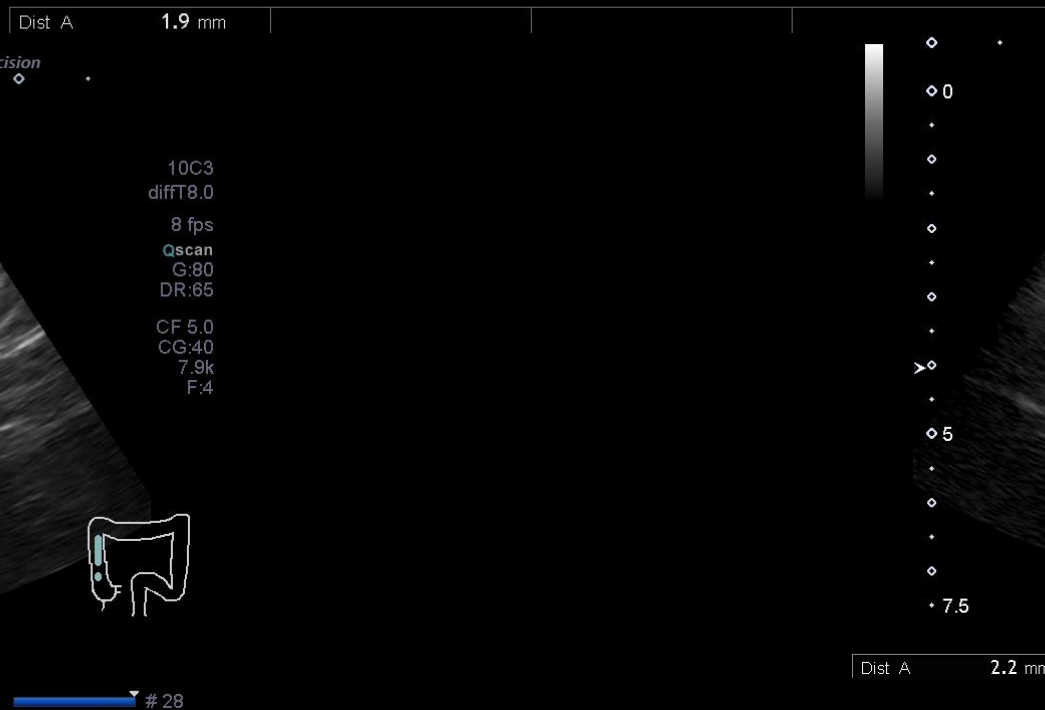 Dist A 1.9 mm
cision
0
10C3
diffT8.0
8 fps
Qscan
G:80
DR:65
CF 5.0
CG:40
7.9k
F:4
5
7.5
Dist A 2.2 mm
# 28